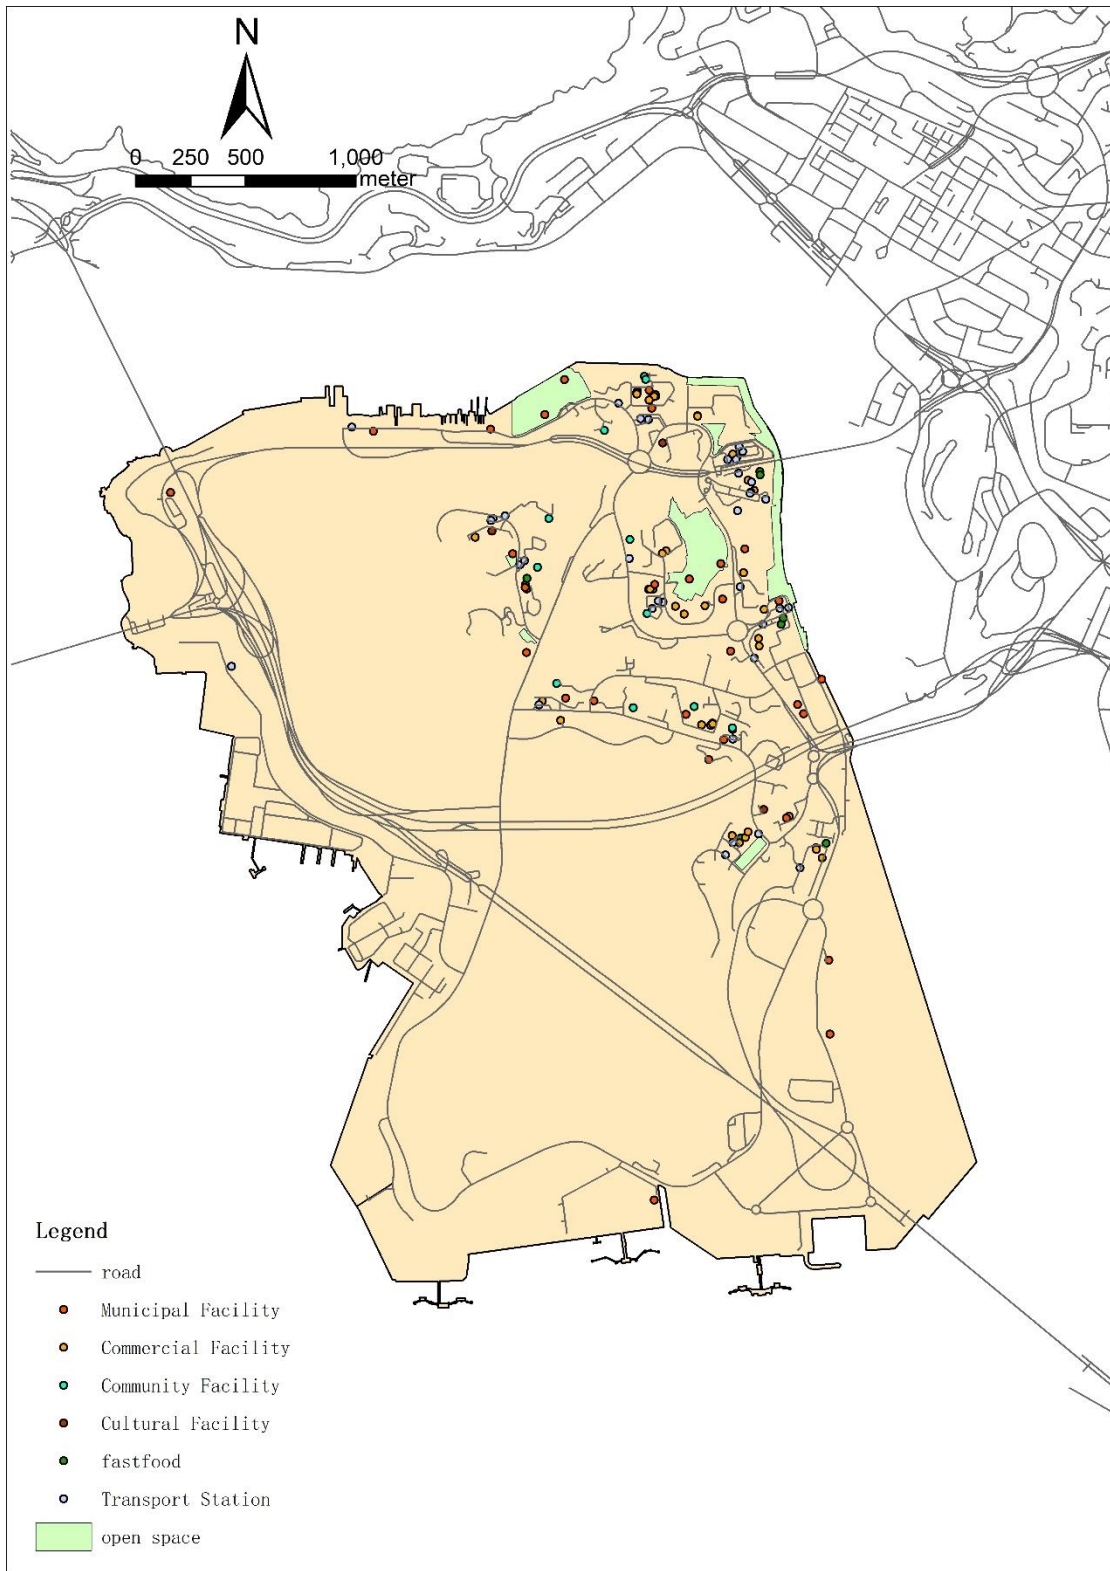 N
0 250 500 1,000
meter
Legend
road
Municipal Facility
Commercial Facility
Community Facility
Cultural Facility
fastfood
Transport Station
open space